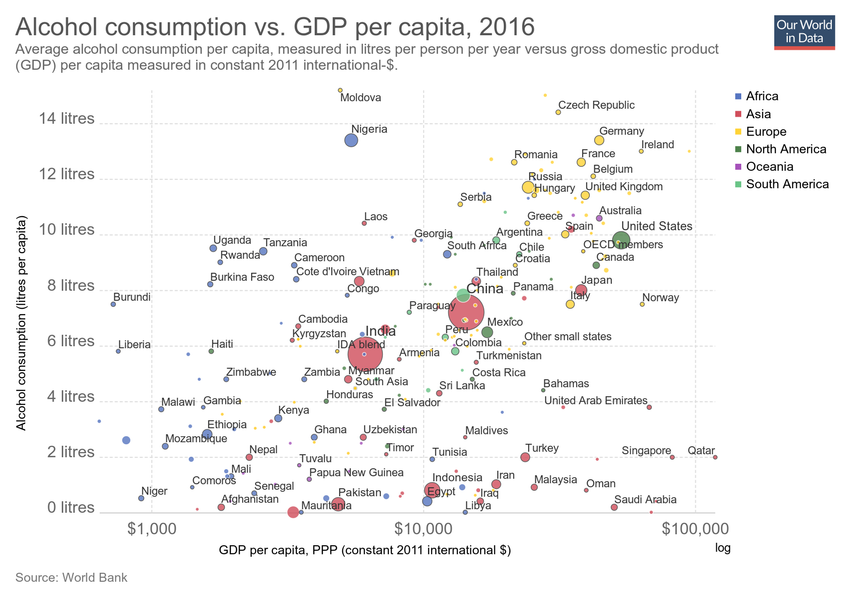 Alcohol consumption vs. GDP per capita, 2016
Our World
in Data
Average alcohol consumption per capita, measured in litres per person per year versus gross domestic product
(GDP) per capita measured in constant 2011 international-$.
Africa
Asia
Europe
North America
Oceania
South America
Alcohol consumption (litres per capita)
14 litres
12 litres
10 litres
8 litres
6 litres
4 litres
2 litres
0 litres
Moldova
Czech Republic
Nigeria
Germany
Ireland
Romania
France
Belgium
Russia
Hungary
United Kingdom
Serbia
Laos
Greece
Australia
Georgia
Argentina
Spain
United States
Uganda
Tanzania
South Africa
Chile
OECD members
Rwanda
Cameroon
Croatia
Canada
Burkina Faso
Cote d'Ivoire
Vietnam
Thailand
Congo
China
Panama
Japan
Burundi
Paraguay
Italy
Norway
Cambodia
Mexico
Kyrgyzstan
India
Peru
Other small states
Liberia
Haiti
IDA blend
Armenia
Colombia
Turkmenistan
Zimbabwe
Zambia
Myanmar
South Asia
Costa Rica
Sri Lanka
Bahamas
Malawi
Gambia
Honduras
El Salvador
United Arab Emirates
Kenya
Ethiopia
Ghana
Uzbekistan
Maldives
Mozambique
Nepal
Timor
Tunisia
Turkey
Singapore
Qatar
Tuvalu
Mali
Papua New Guinea
Comoros
Senegal
Indonesia
Iran
Malaysia
Oman
Niger
Pakistan
Egypt
Iraq
Afghanistan
Mauritania
Libya
Saudi Arabia
$1,000
$10,000
$100,000
GDP per capita, PPP (constant 2011 international $)
log
Source: World Bank